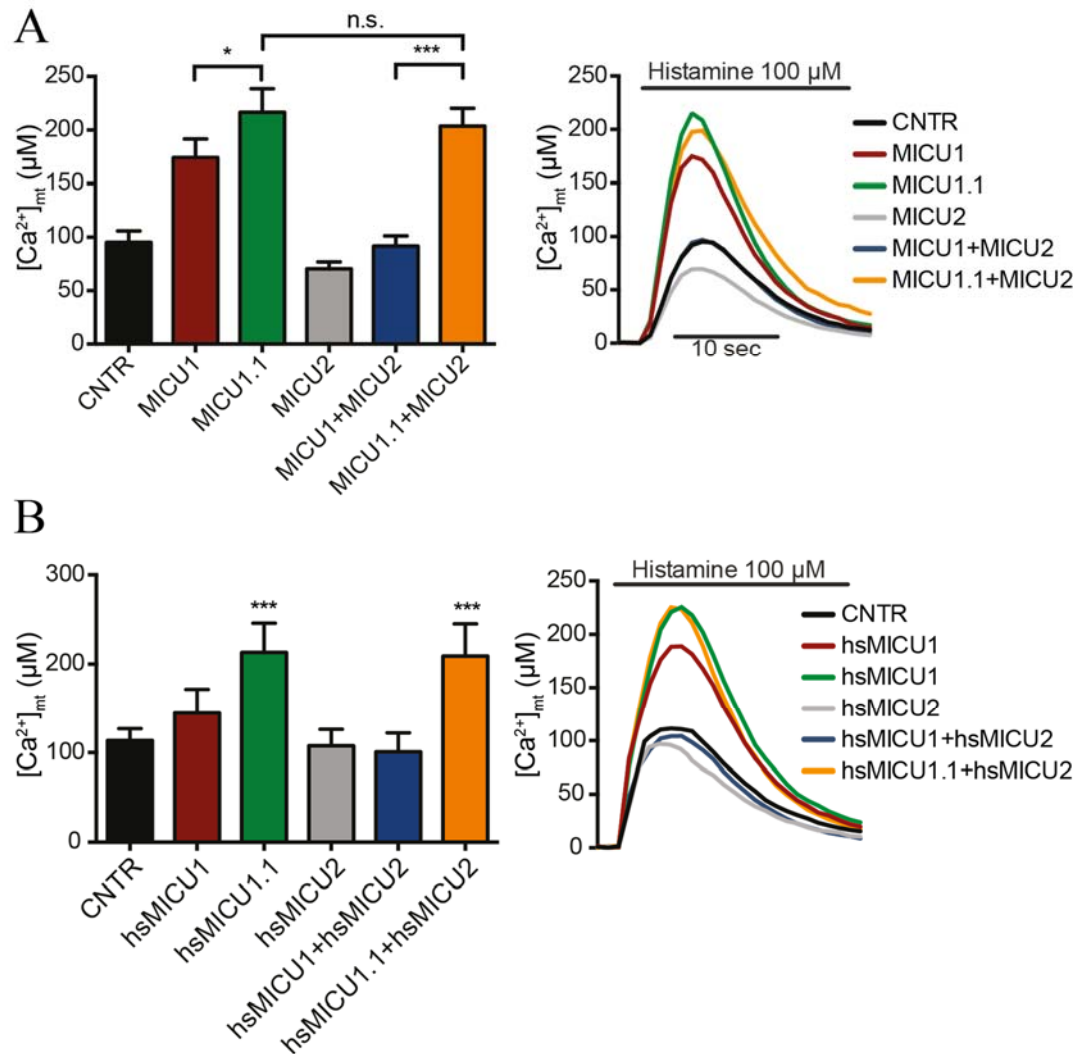 A
n.s.
*
***
[Ca²⁺]mt (µM)
250
200
150
100
50
0
CNTR
MICU1
MICU1.1
MICU2
MICU1+MICU2
MICU1.1+MICU2
[Ca²⁺]mt (µM)
250
200
150
100
50
0
Histamine 100 µM
10 sec
CNTR
MICU1
MICU1.1
MICU2
MICU1+MICU2
MICU1.1+MICU2
B
[Ca²⁺]mt (µM)
300
200
100
0
***
***
CNTR
hsMICU1
hsMICU1.1
hsMICU2
hsMICU1+hsMICU2
hsMICU1.1+hsMICU2
[Ca²⁺]mt (µM)
250
200
150
100
50
0
Histamine 100 µM
CNTR
hsMICU1
hsMICU1
hsMICU2
hsMICU1+hsMICU2
hsMICU1.1+hsMICU2